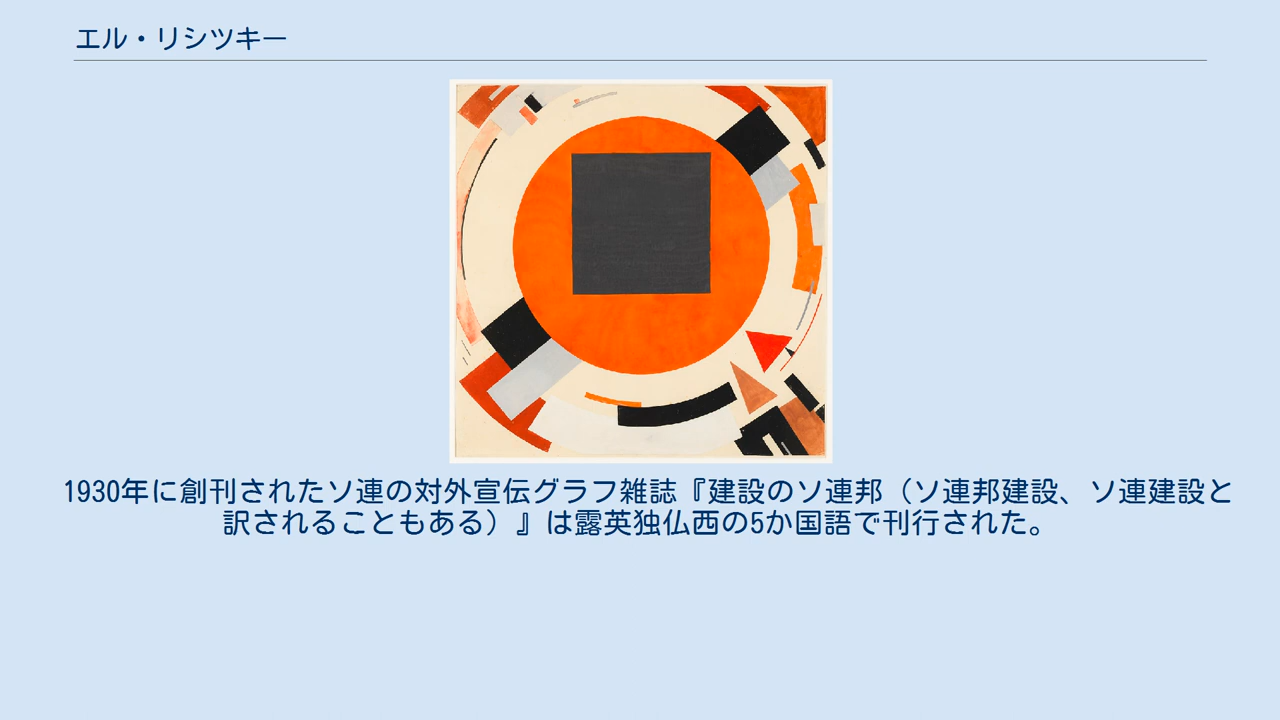 エル・リシツキー
1930年に創刊されたソ連の対外宣伝グラフ雑誌『建設のソ連邦（ソ連邦建設、ソ連建設と
訳されることもある）』は露英独仏西の5か国語で刊行された。